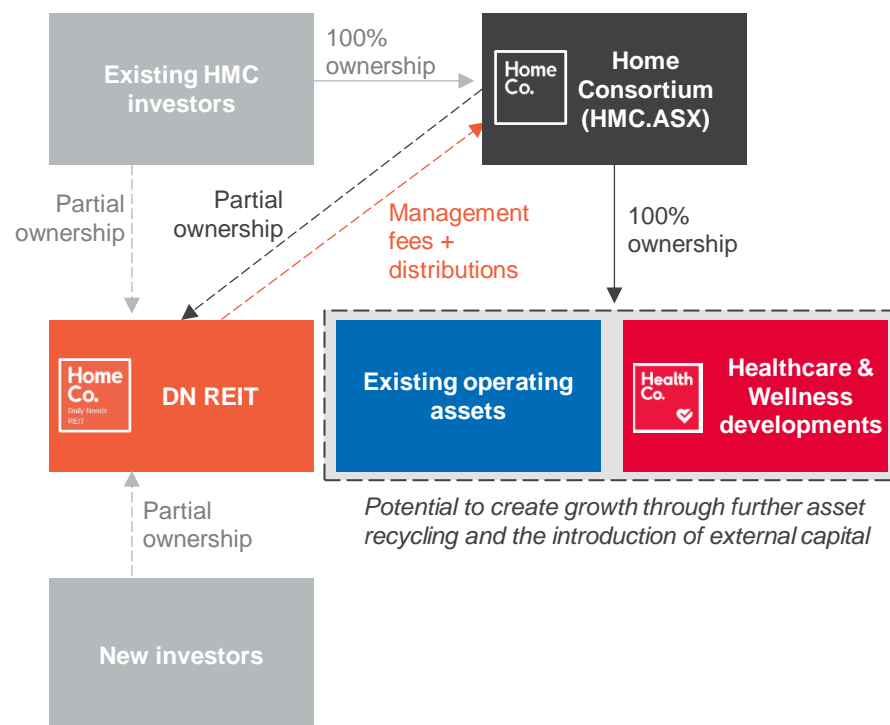 Existing HMC
investors
100%
ownership
Home
Co.
Home
Consortium
(HMC.ASX)
Partial
ownership
Partial
ownership
Management
fees +
distributions
100%
ownership
Home
Co.
Daily Needs
REIT
DN REIT
Existing operating
assets
Health
Co.
Healthcare &
Wellness
developments
Potential to create growth through further asset
recycling and the introduction of external capital
Partial
ownership
New investors